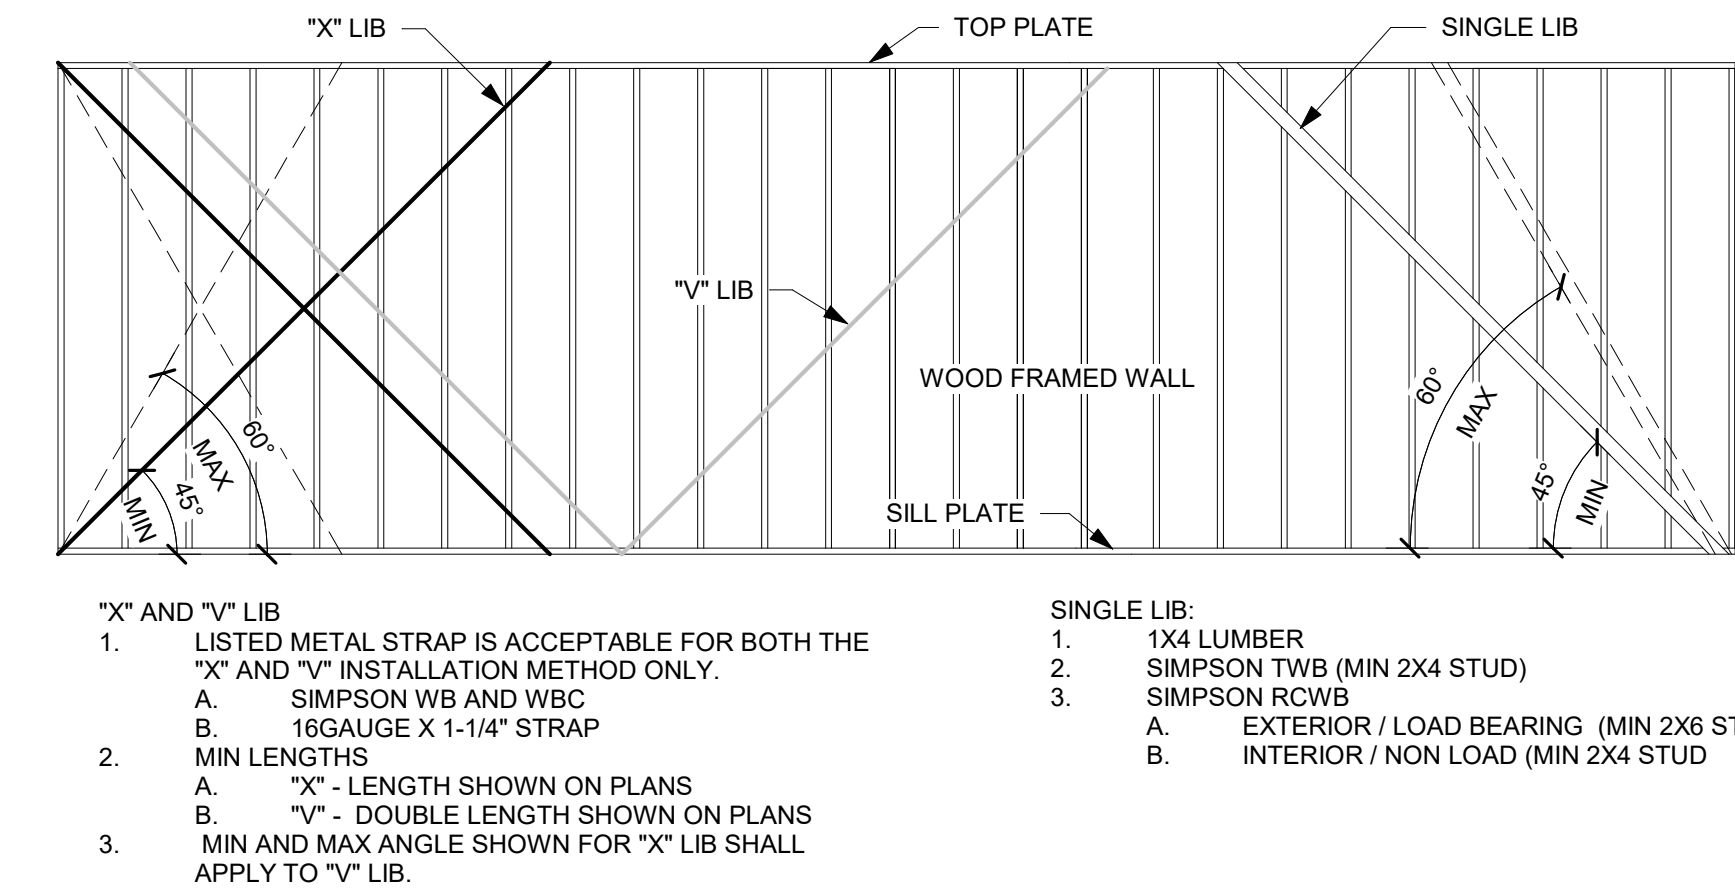 "X" LIB
TOP PLATE
SINGLE LIB
"V" LIB
WOOD FRAMED WALL
SILL PLATE
60°
MAX
45°
MIN
60°
MAX
45°
MIN
"X" AND "V" LIB
1. LISTED METAL STRAP IS ACCEPTABLE FOR BOTH THE
"X" AND "V" INSTALLATION METHOD ONLY.
A. SIMPSON WB AND WBC
B. 16GAUGE X 1-1/4" STRAP
2. MIN LENGTHS
A. "X" - LENGTH SHOWN ON PLANS
B. "V" - DOUBLE LENGTH SHOWN ON PLANS
3. MIN AND MAX ANGLE SHOWN FOR "X" LIB SHALL
APPLY TO "V" LIB.
SINGLE LIB:
1. 1X4 LUMBER
2. SIMPSON TWB (MIN 2X4 STUD)
3. SIMPSON RCWB
A. EXTERIOR / LOAD BEARING (MIN 2X6
B. INTERIOR / NON LOAD (MIN 2X4 STUD